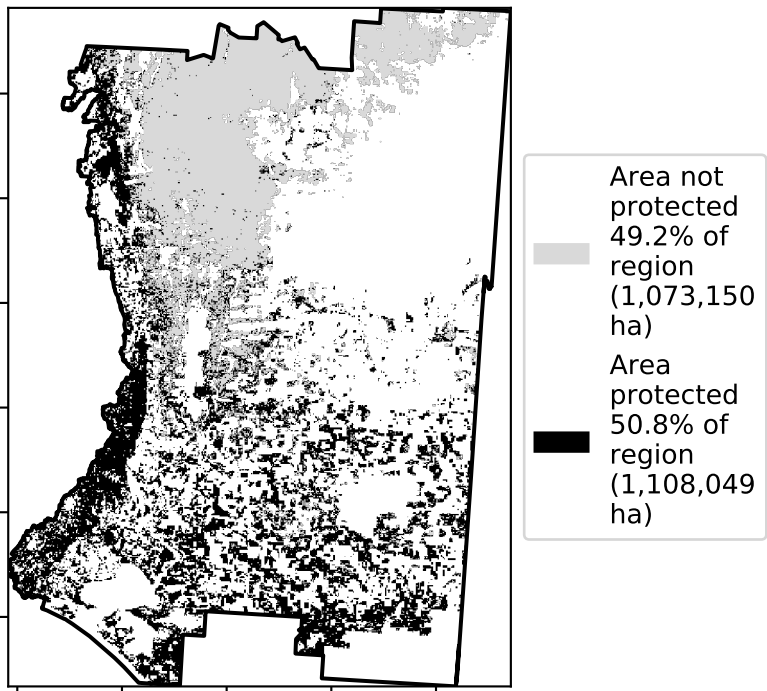 Area not
protected
49.2% of
region
(1,073,150
ha)
Area
protected
50.8% of
region
(1,108,049
ha)